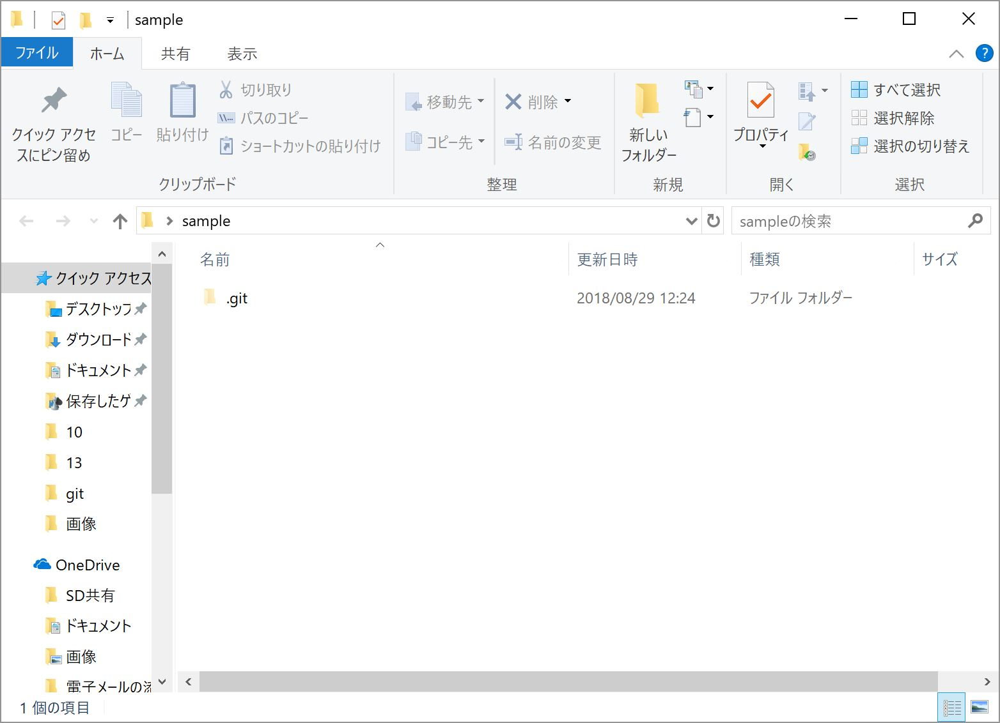 sample
ファイル ホーム 共有 表示
クイック アクセ
スにピン留め
コピー
貼り付け
切り取り
パスのコピー
ショートカットの貼り付け
クリップボード
移動先
コピー先
削除
名前の変更
整理
新しい
フォルダー
新規
プロパティ
開く
すべて選択
選択解除
選択の切り替え
選択
sample
sampleの検索
名前 更新日時 種類 サイズ
.git 2018/08/29 12:24 ファイル フォルダー
クイック アクセス
デスクトップ
ダウンロード
ドキュメント
保存したゲ
10
13
git
画像
OneDrive
SD共有
ドキュメント
画像
電子メールの添
1 個の項目